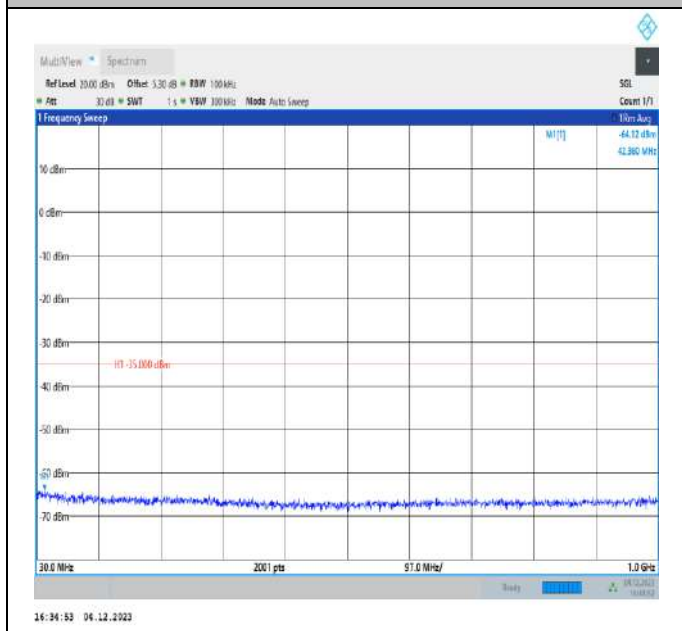 MultiView Spectrum
Ref Level 20.00 dBm Offset 5.30 dB RBW 100 kHz SGL
Att 30 dB SWT 1 s VBW 300 kHz Mode Auto Sweep Count 1/1
1 Frequency Sweep 1Rm Avg
M1[1] -64.12 dBm
42.360 MHz
10 dBm
0 dBm
-10 dBm
-20 dBm
-30 dBm
H1 -35.000 dBm
-40 dBm
-50 dBm
-60 dBm
-70 dBm
30.0 MHz 2001 pts 97.0 MHz/ 1.0 GHz
Ready
16:34:53 04.12.2023